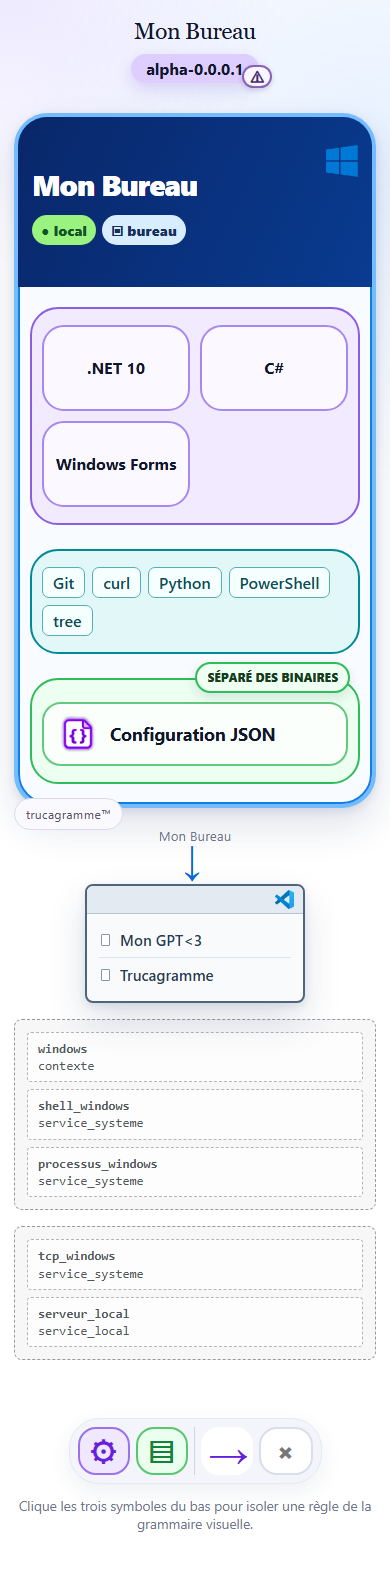 Mon Bureau
alpha-0.0.0.1
Mon Bureau
local
bureau
.NET 10
C#
Windows Forms
Git
curl
Python
PowerShell
tree
SÉPARÉ DES BINAIRES
Configuration JSON
trucagramme™
Mon Bureau
Mon GPT<3
Trucagramme
windows
contexte
shell_windows
service_systeme
processus_windows
service_systeme
tcp_windows
service_systeme
serveur_local
service_local
Clique les trois symboles du bas pour isoler une règle de la
grammaire visuelle.